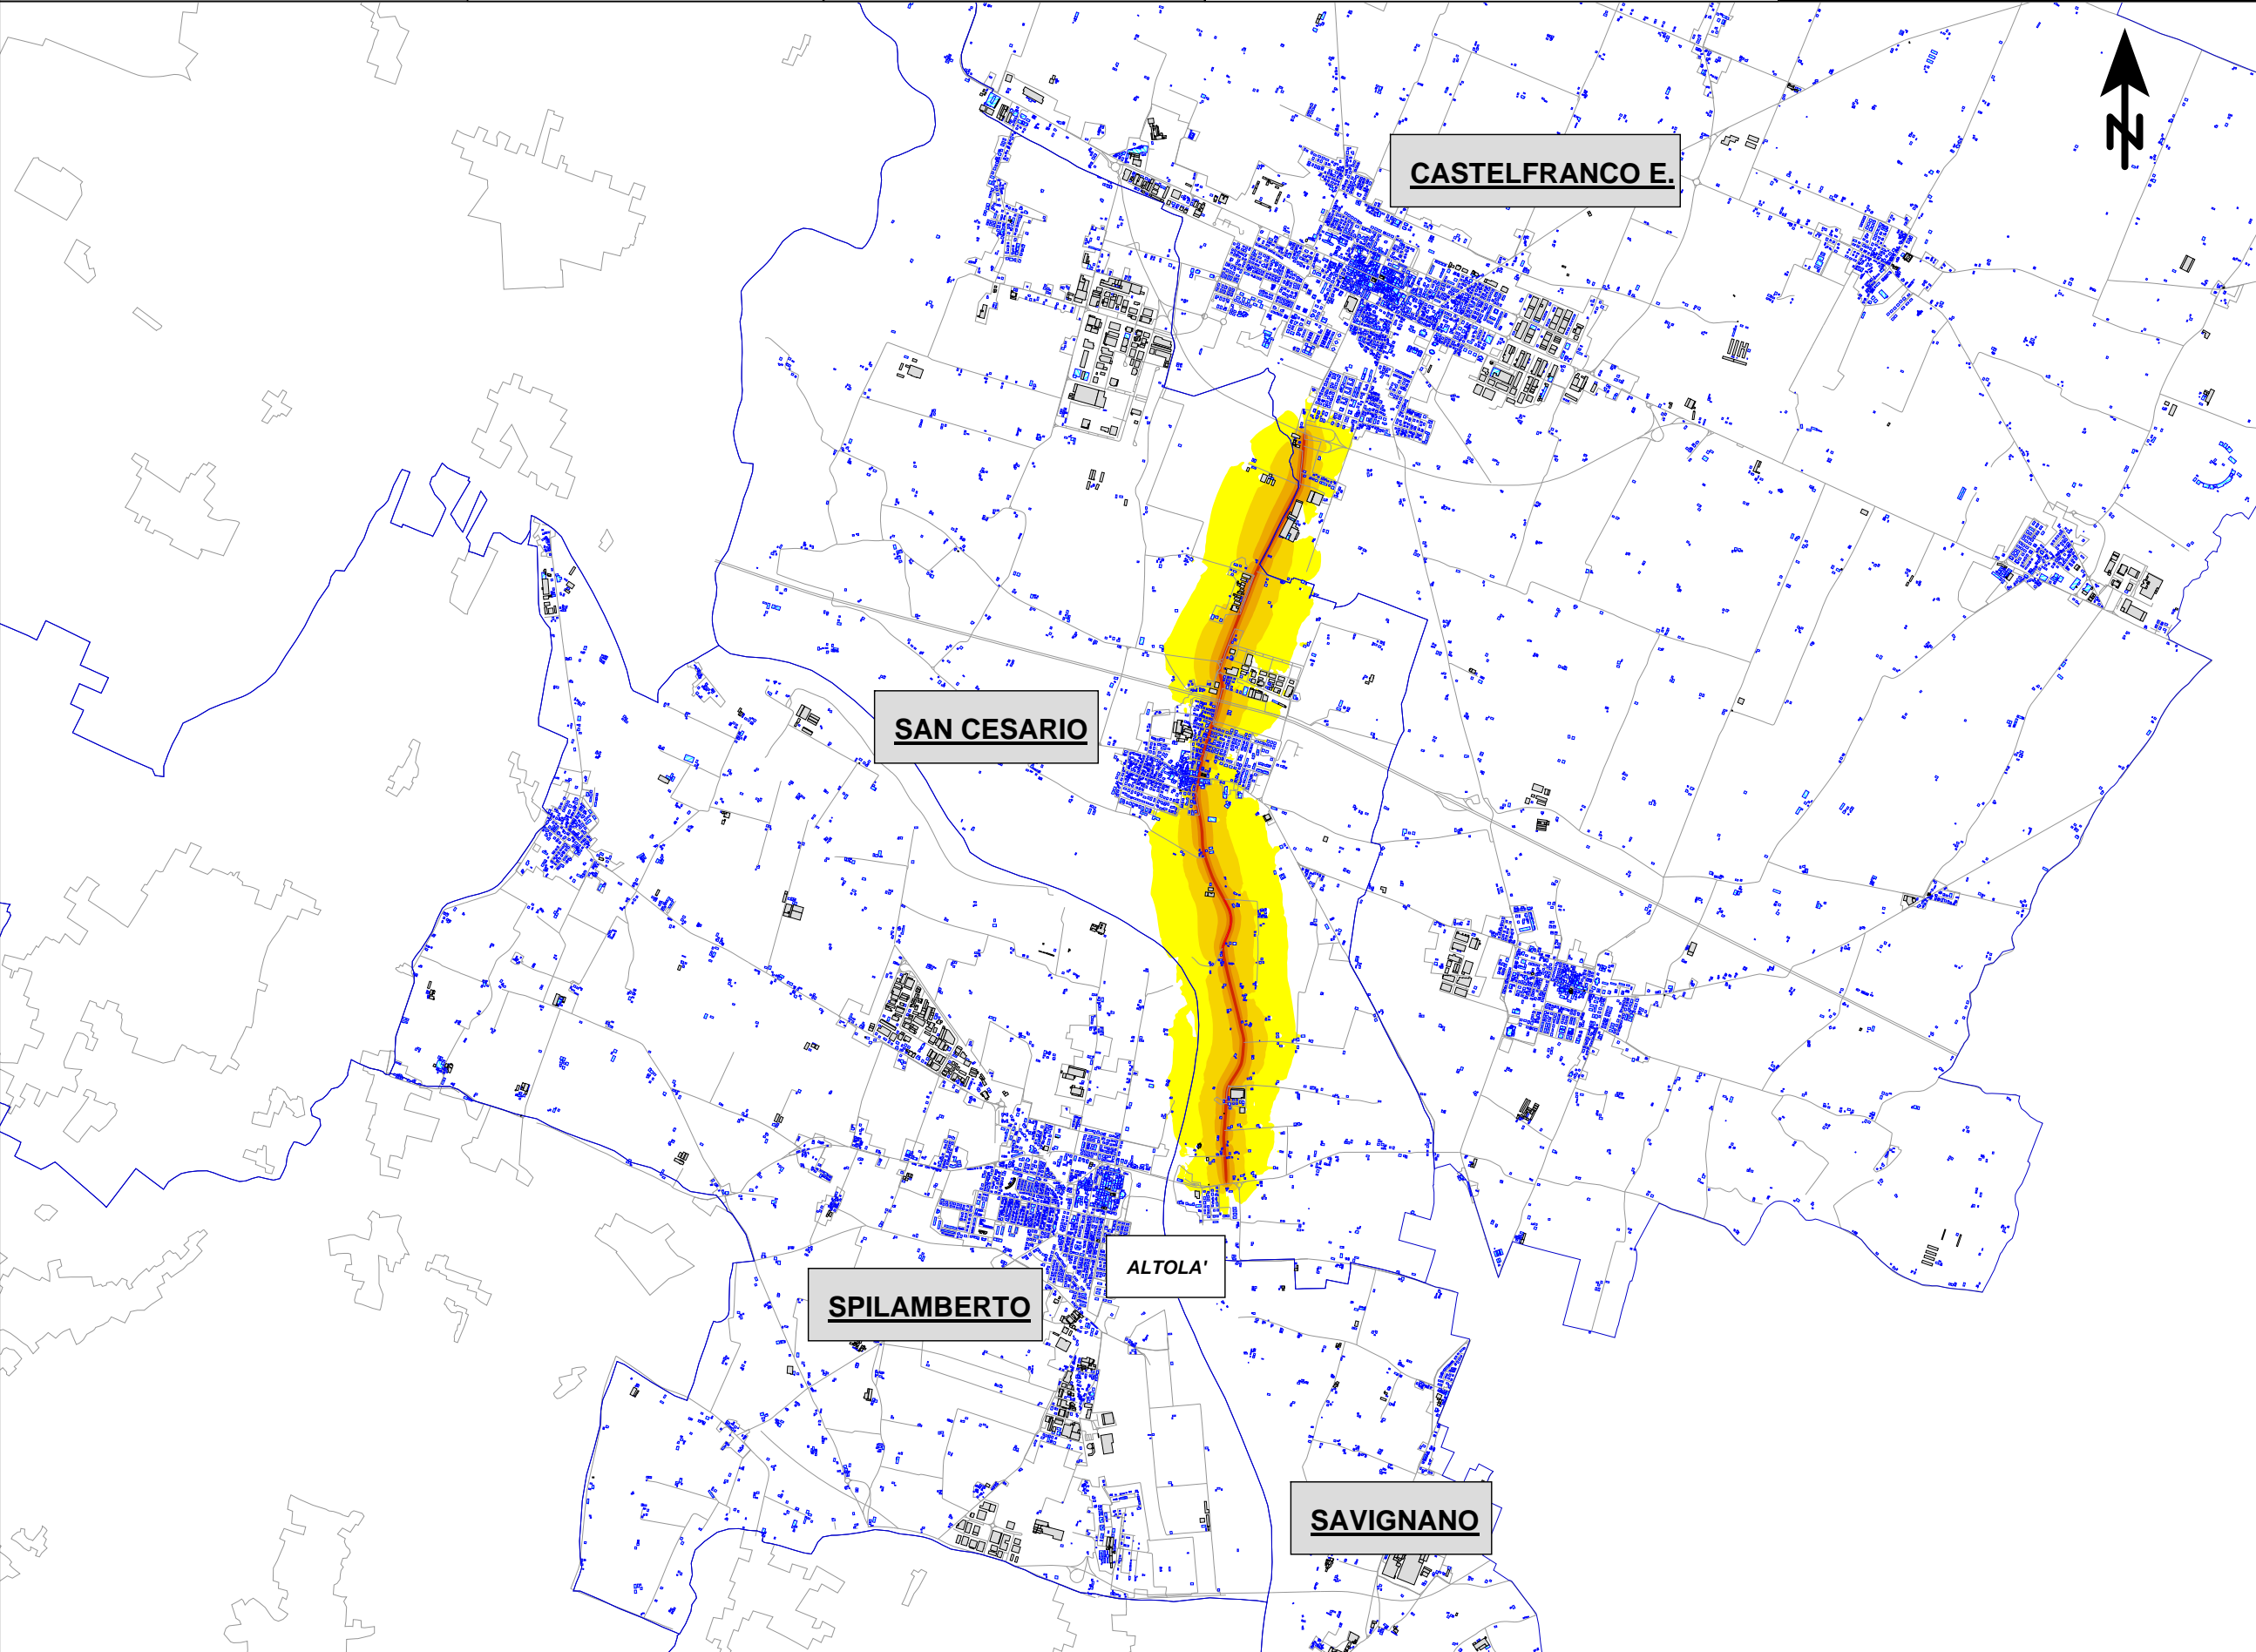 N
CASTELFRANCO E.
SAN CESARIO
ALTOLA'
SPILAMBERTO
SAVIGNANO